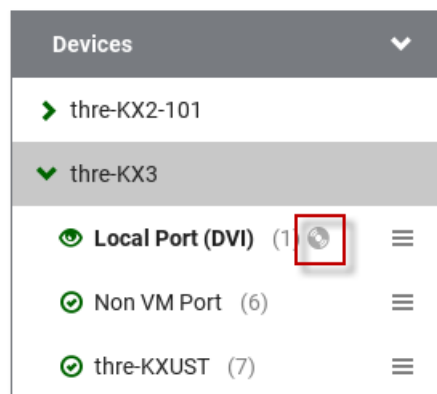 Devices
thre-KX2-101
thre-KX3
Local Port (DVI) (1)
Non VM Port (6)
thre-KXUST (7)